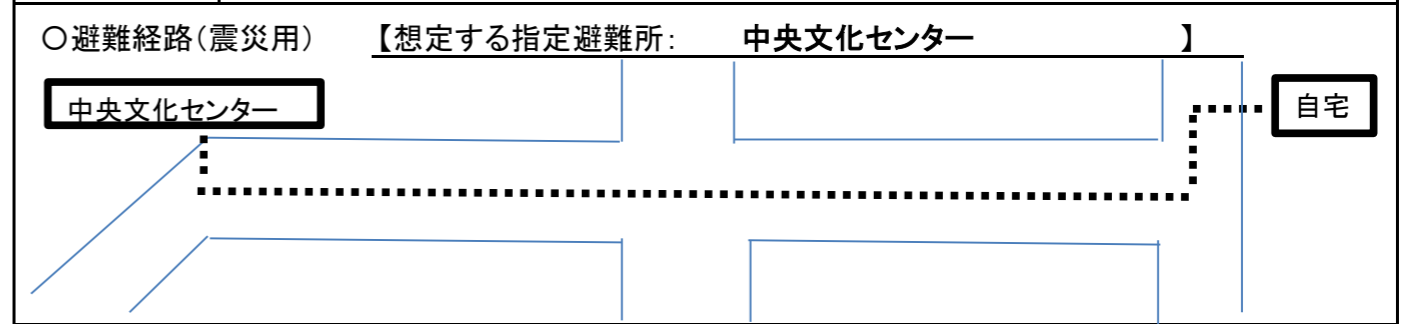 〇避難経路(震災用)　【想定する指定避難所:　中央文化センター　】
中央文化センター
自宅